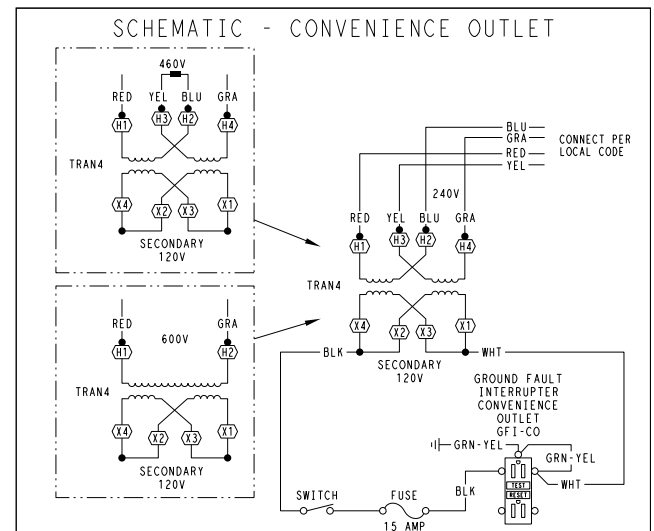 SCHEMATIC - CONVENIENCE OUTLET
460V
RED YEL BLU GRA
H1 H3 H2 H4
TRAN4
X4 X2 X3 X1
SECONDARY
120V
600V
RED GRA
H1 H2
TRAN4
X4 X2 X3 X1
SECONDARY
120V
BLU
GRA
RED
YEL
CONNECT PER
LOCAL CODE
240V
RED YEL BLU GRA
H1 H3 H2 H4
TRAN4
X4 X2 X3 X1
BLK
WHT
SECONDARY
120V
GROUND FAULT
INTERRUPTER
CONVENIENCE
OUTLET
GFI-CO
GRN-YEL
GRN-YEL
BLK
WHT
TEST
RESET
SWITCH
FUSE
15 AMP